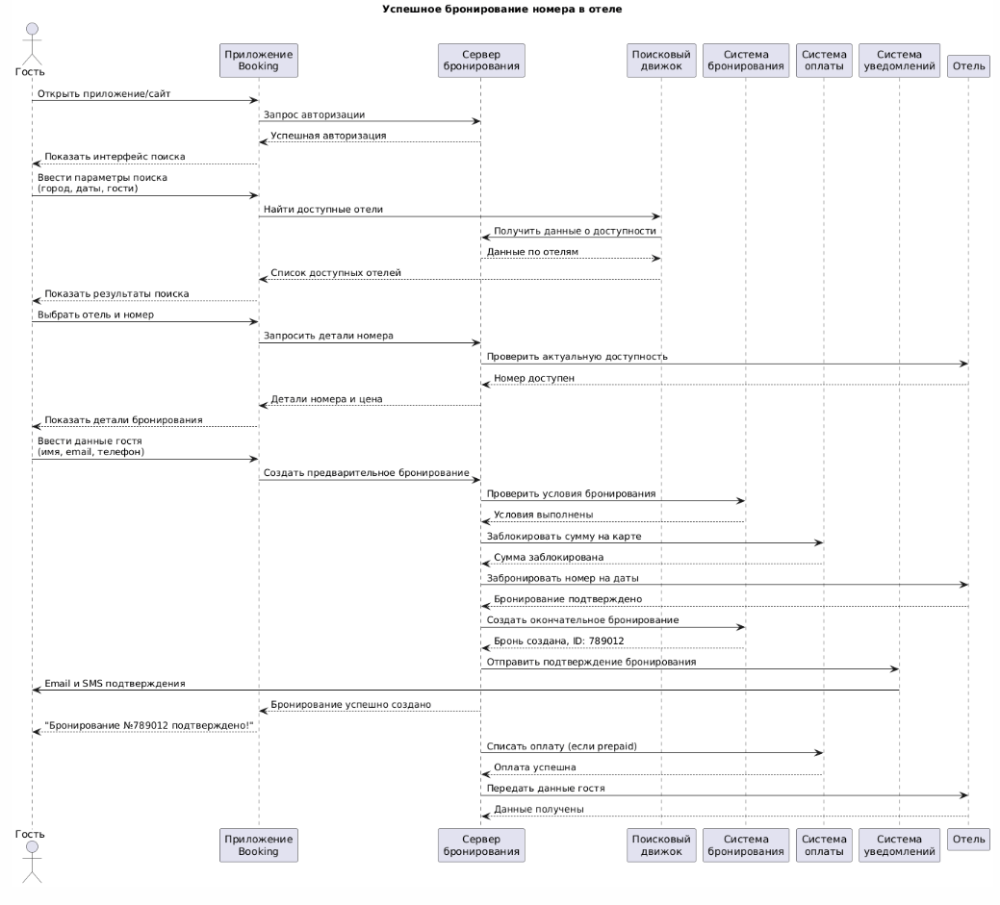 Успешное бронирование номера в отеле
Гость
Приложение
Booking
Сервер
бронирования
Поисковый
движок
Система
бронирования
Система
оплаты
Система
уведомлений
Отель
Открыть приложение/сайт
Запрос авторизации
Успешная авторизация
Показать интерфейс поиска
Ввести параметры поиска
(город, даты, гости)
Найти доступные отели
Получить данные о доступности
Данные по отелям
Список доступных отелей
Показать результаты поиска
Выбрать отель и номер
Запросить детали номера
Проверить актуальную доступность
Номер доступен
Детали номера и цена
Показать детали бронирования
Ввести данные гостя
(имя, email, телефон)
Создать предварительное бронирование
Проверить условия бронирования
Условия выполнены
Заблокировать сумму на карте
Сумма заблокирована
Забронировать номер на даты
Бронирование подтверждено
Создать окончательное бронирование
Бронь создана, ID: 789012
Отправить подтверждение бронирования
Email и SMS подтверждения
Бронирование успешно создано
"Бронирование №789012 подтверждено!"
Списать оплату (если prepaid)
Оплата успешна
Передать данные гостя
Данные получены
Гость
Приложение
Booking
Сервер
бронирования
Поисковый
движок
Система
бронирования
Система
оплаты
Система
уведомлений
Отель